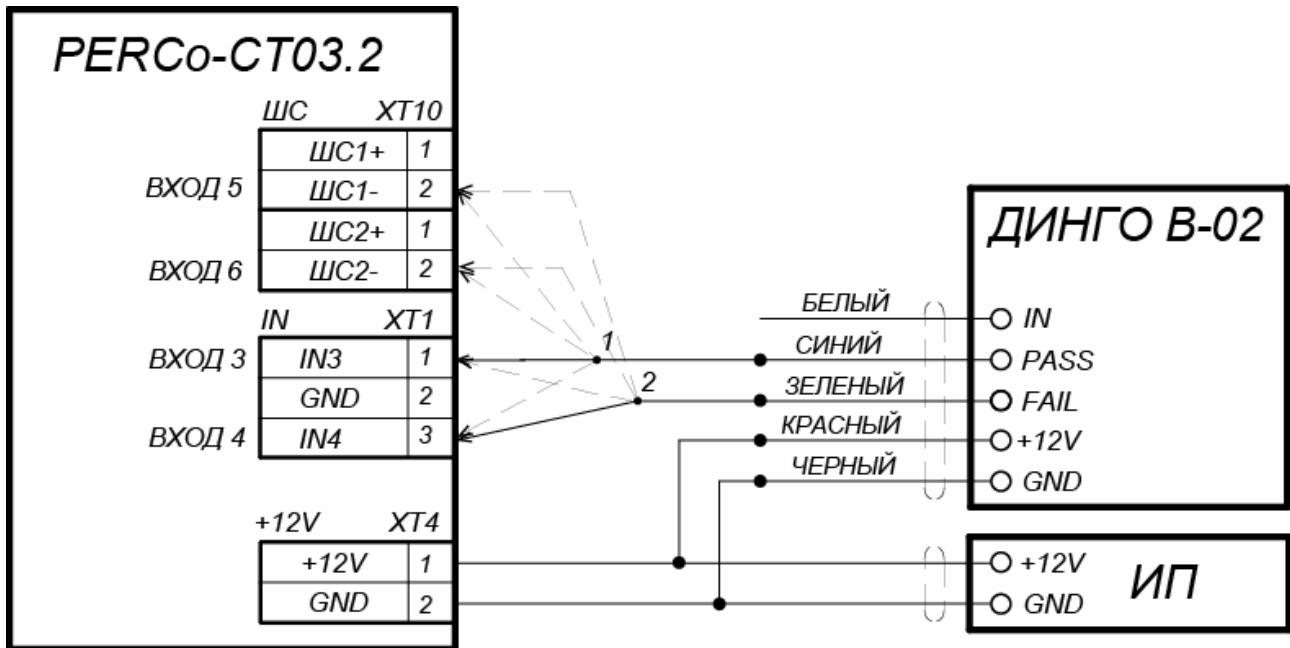 PERCo-CT03.2
ШС XT10
ШС1+ 1
ВХОД 5 ШС1- 2
ШС2+ 1
ВХОД 6 ШС2- 2
IN XT1
ВХОД 3 IN3 1
GND 2
ВХОД 4 IN4 3
+12V XT4
+12V 1
GND 2
1
2
БЕЛЫЙ
СИНИЙ
ЗЕЛЕНЫЙ
КРАСНЫЙ
ЧЕРНЫЙ
ДИНГО В-02
IN
PASS
FAIL
+12V
GND
+12V
ИП
GND